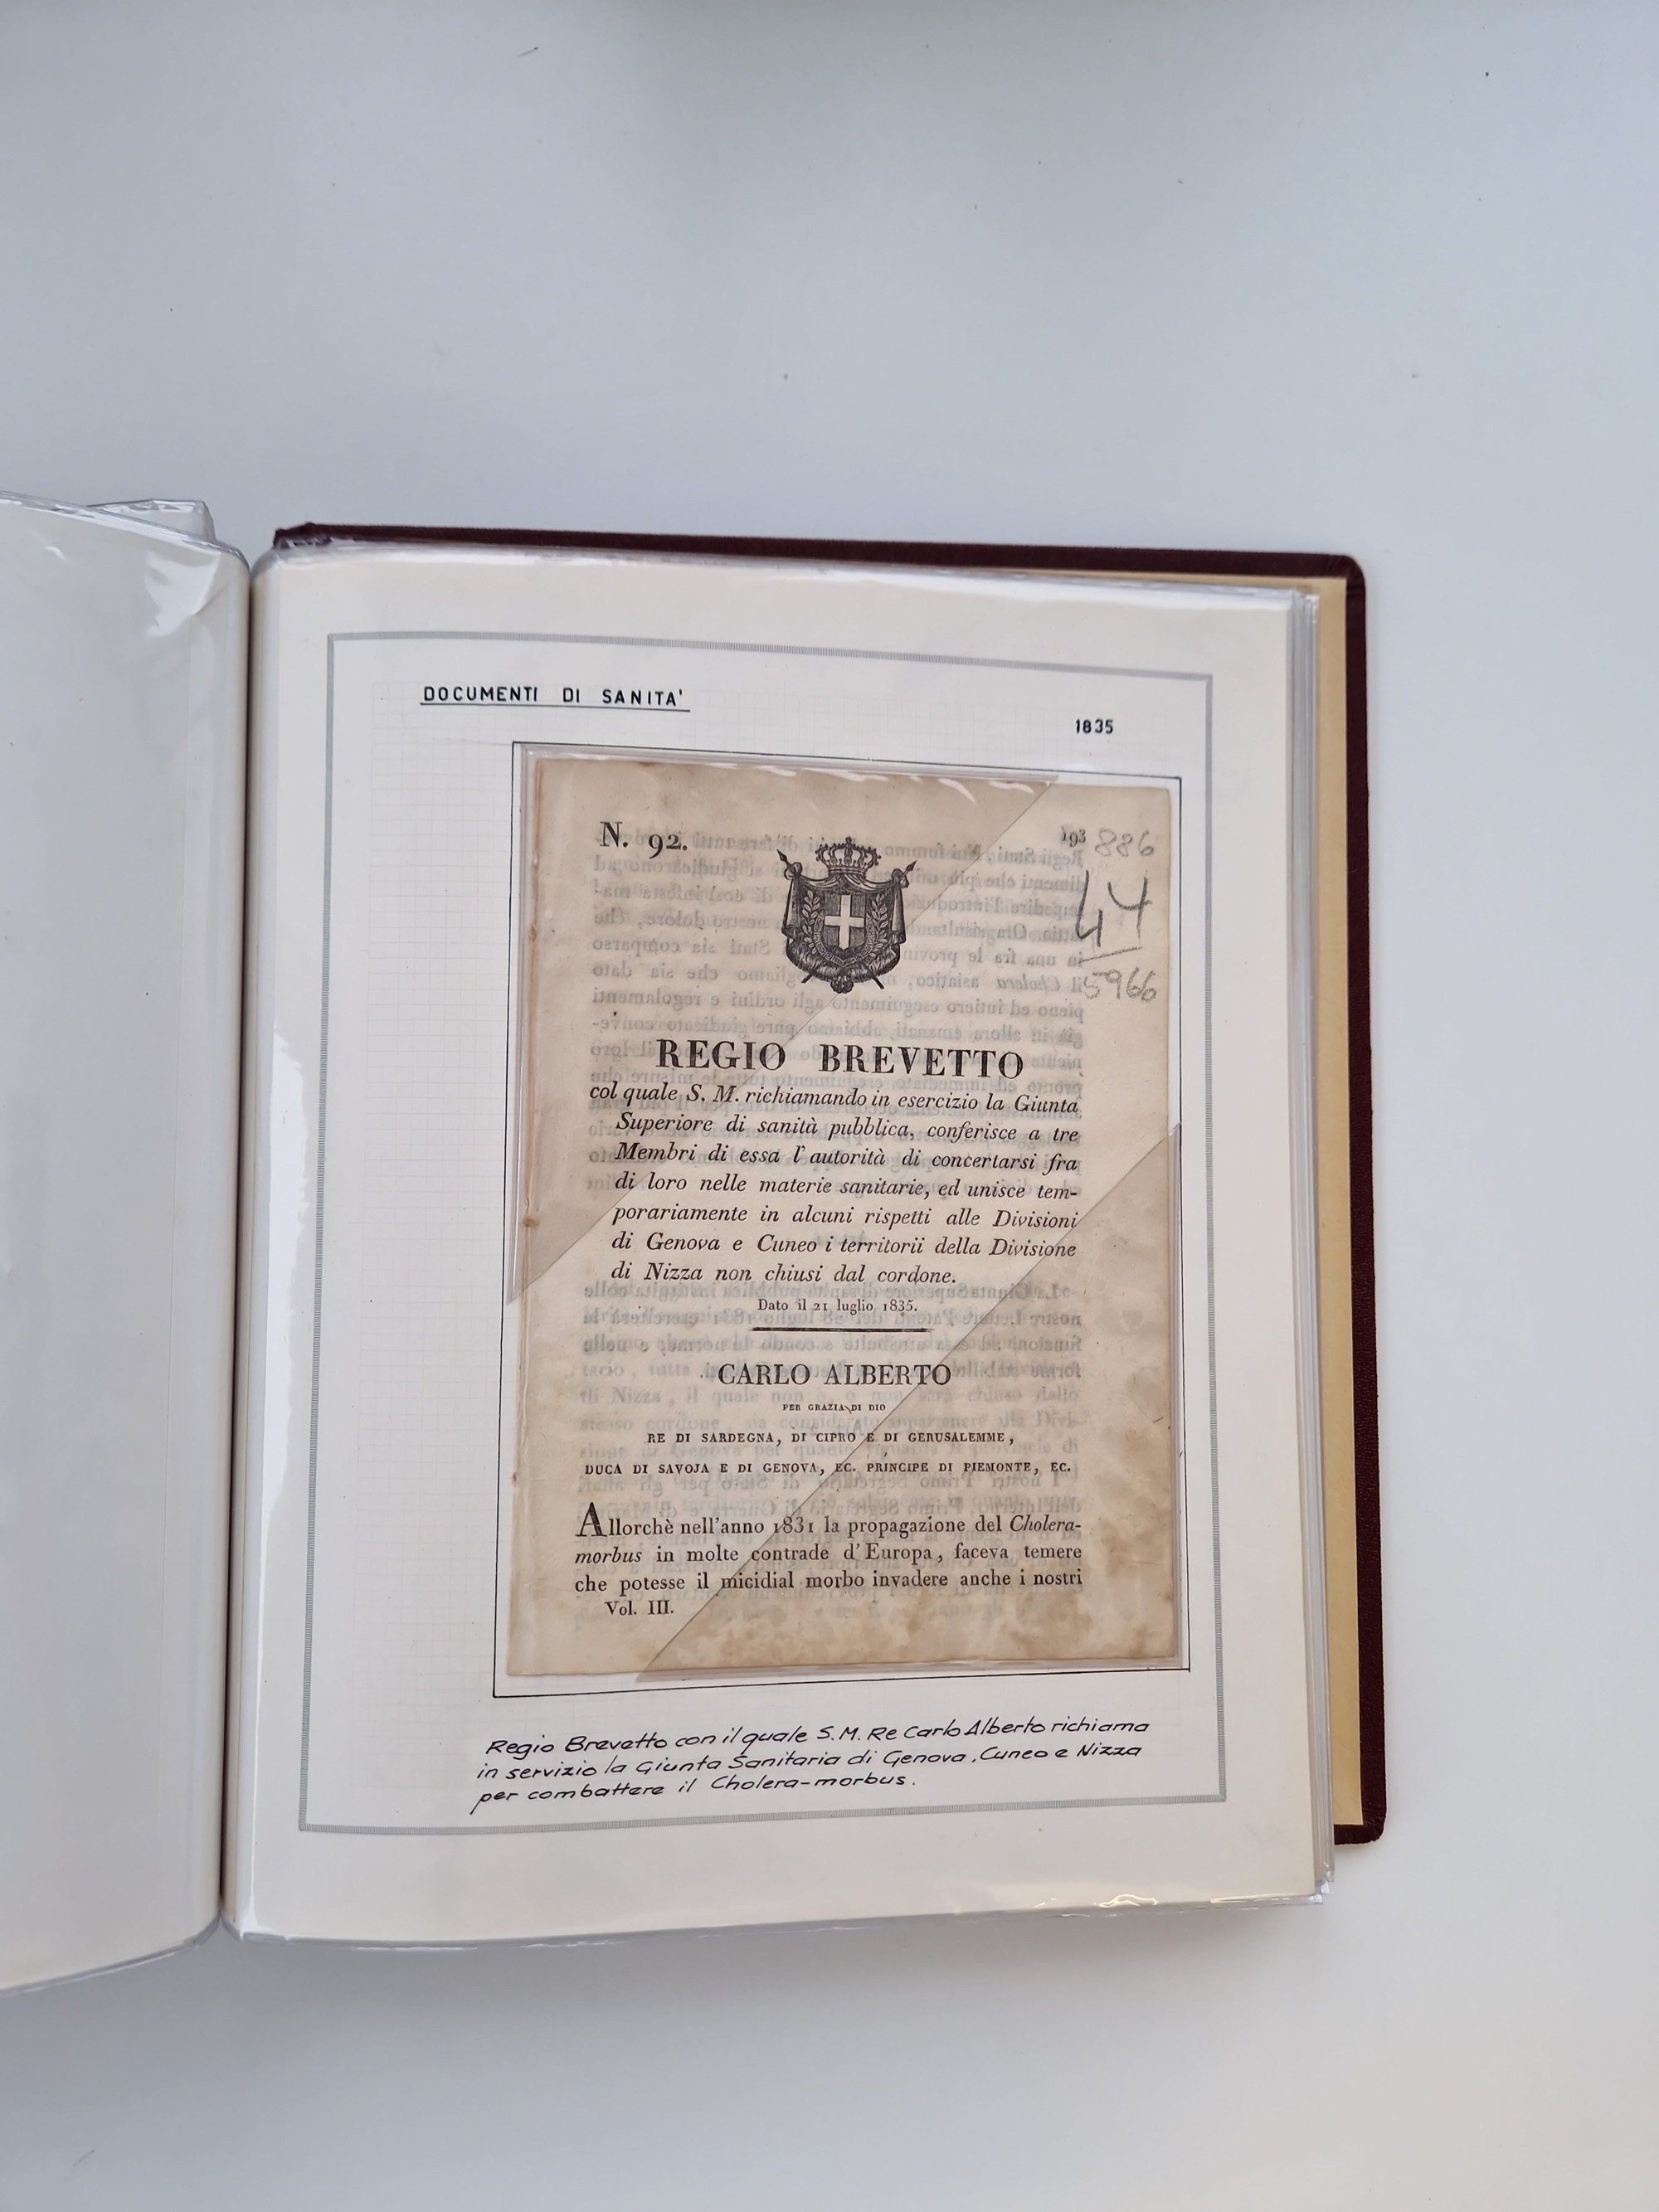 DOCUMENTI DI SANITA'
1835
N. 92.
193
886
44
5966
REGIO BREVETTO
col quale S. M. richiamando in esercizio la Giunta
Superiore di sanità pubblica, conferisce a tre
Membri di essa l'autorità di concertarsi fra
di loro nelle materie sanitarie, ed unisce tem-
porariamente in alcuni rispetti alle Divisioni
di Genova e Cuneo i territorii della Divisione
di Nizza non chiusi dal cordone.
Dato il 21 luglio 1835.
CARLO ALBERTO
PER GRAZIA DI DIO
RE DI SARDEGNA, DI CIPRO E DI GERUSALEMME,
DUCA DI SAVOJA E DI GENOVA, EC. PRINCIPE DI PIEMONTE, EC.
Allorchè nell'anno 1831 la propagazione del Cholera-
morbus in molte contrade d'Europa, faceva temere
che potesse il micidial morbo invadere anche i nostri
Vol. III.
Regio Brevetto con il quale S.M. Re Carlo Alberto richiama
in servizio la Giunta Sanitaria di Genova, Cuneo e Nizza
per combattere il Cholera-morbus.